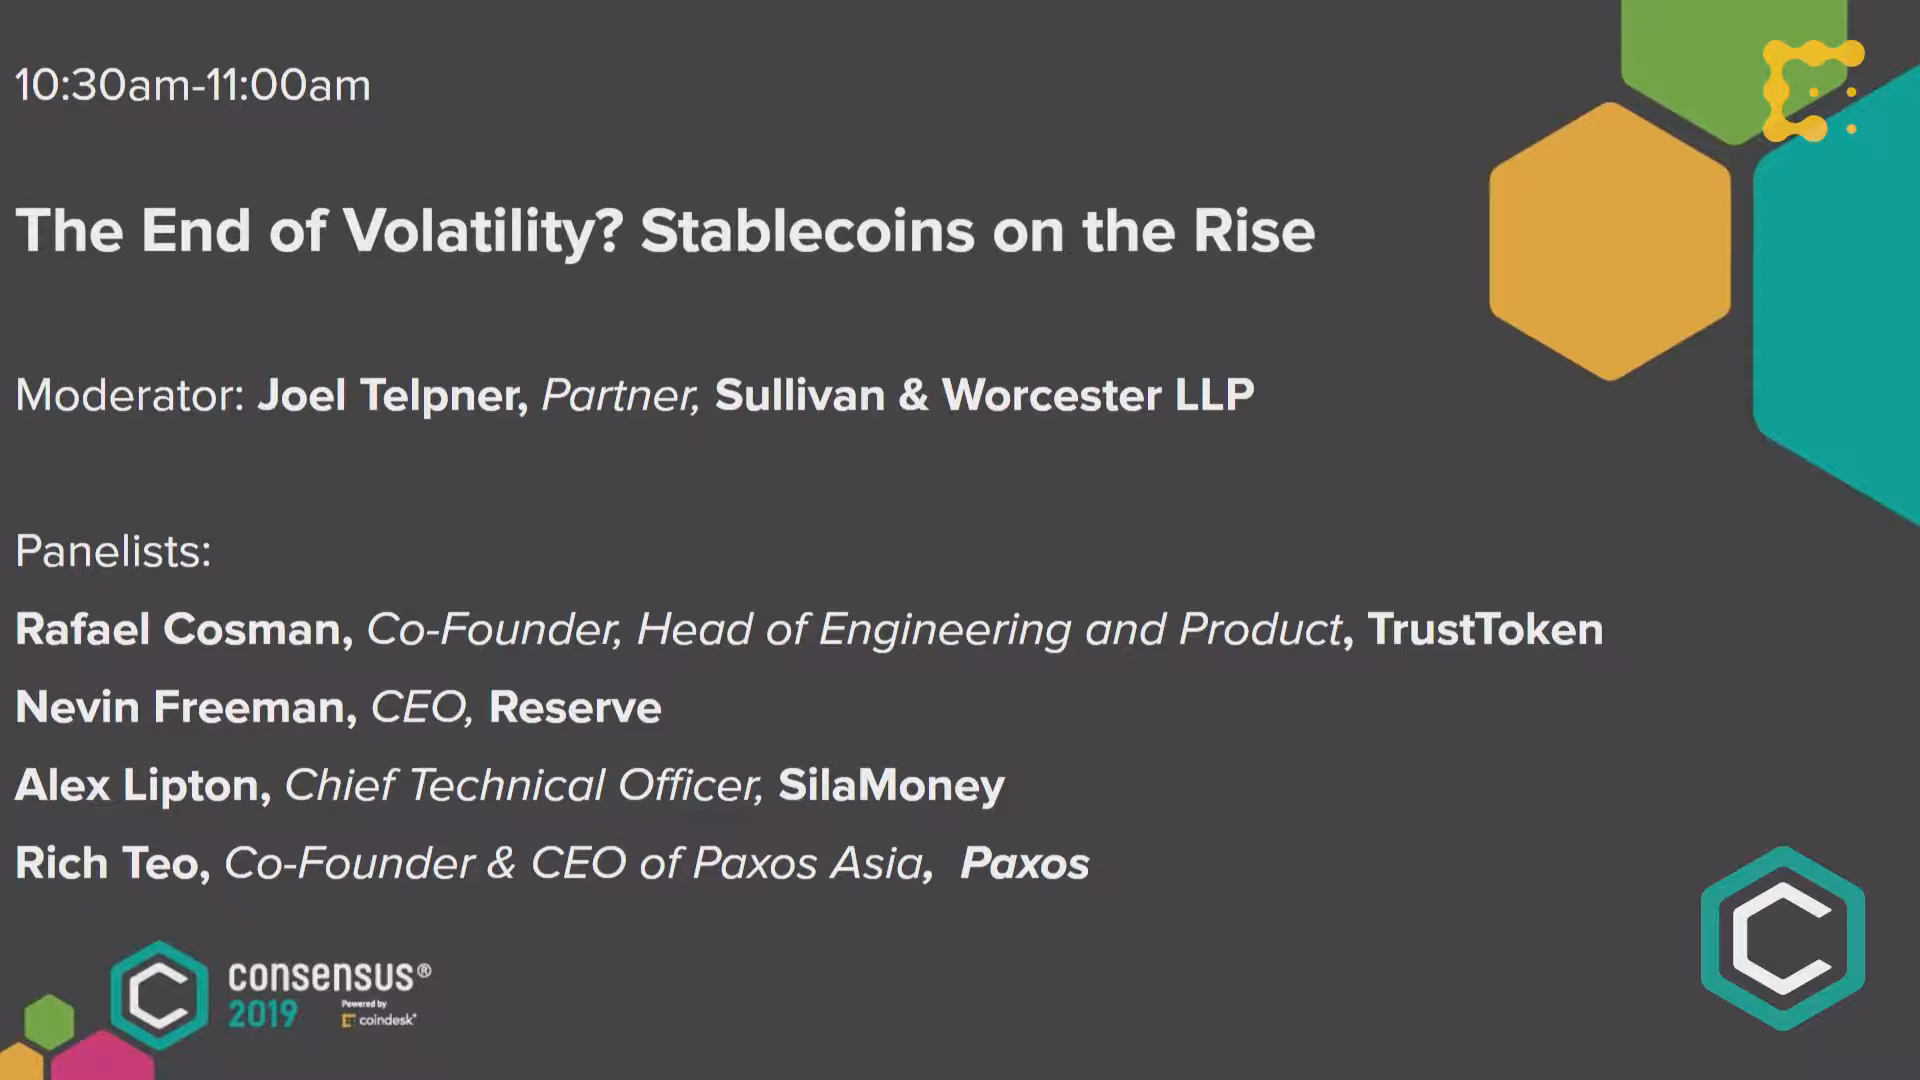 10:30am-11:00am
The End of Volatility? Stablecoins on the Rise
Moderator: Joel Telpner, Partner, Sullivan & Worcester LLP
Panelists:
Rafael Cosman, Co-Founder, Head of Engineering and Product, TrustToken
Nevin Freeman, CEO, Reserve
Alex Lipton, Chief Technical Officer, SilaMoney
Rich Teo, Co-Founder & CEO of Paxos Asia, Paxos
consensus®
2019
Powered by
coindesk